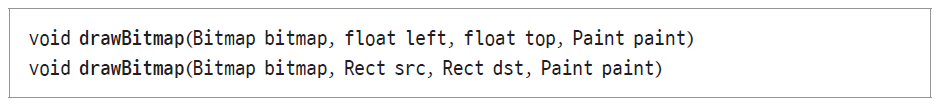 void drawBitmap(Bitmap bitmap, float left, float top, Paint paint)
void drawBitmap(Bitmap bitmap, Rect src, Rect dst, Paint paint)